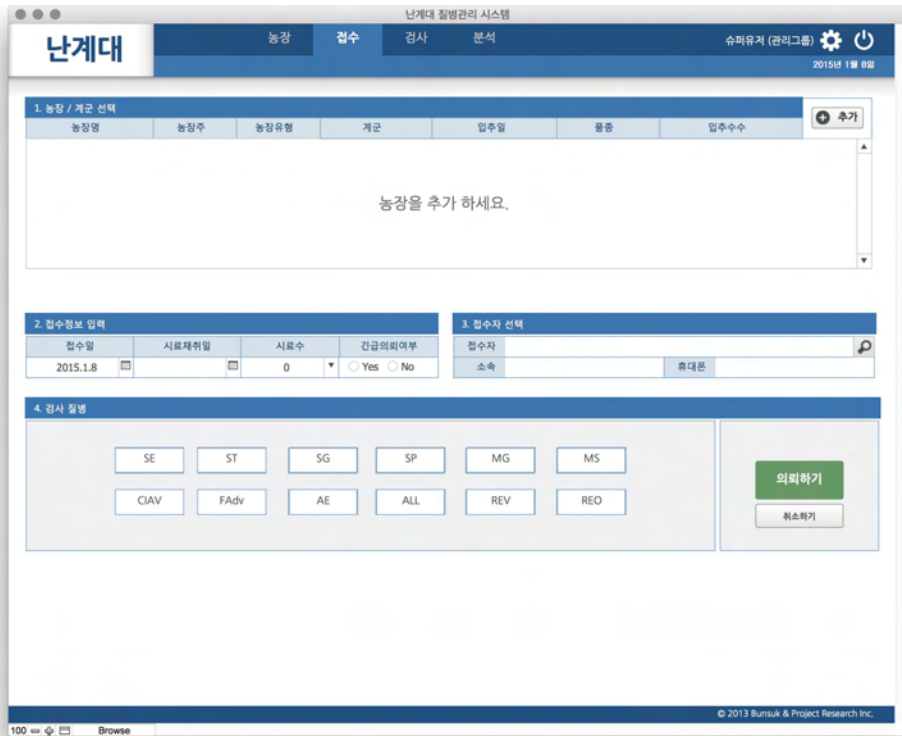 난계대 질병관리 시스템
난계대
농장 접수 검사 분석
슈퍼유저 (관리그룹)
2015년 1월 8일
1. 농장 / 계군 선택
추가
농장명 농장주 농장유형 계군 입추일 품종 입추수수
농장을 추가 하세요.
2. 접수정보 입력
접수일 시료채취일 시료수 긴급의뢰여부
2015.1.8 0 Yes No
3. 접수자 선택
접수자
소속 휴대폰
4. 검사 질병
SE ST SG SP MG MS
CIAV FAdv AE ALL REV REO
의뢰하기
취소하기
© 2013 Bunsuk & Project Research Inc.
100 Browse